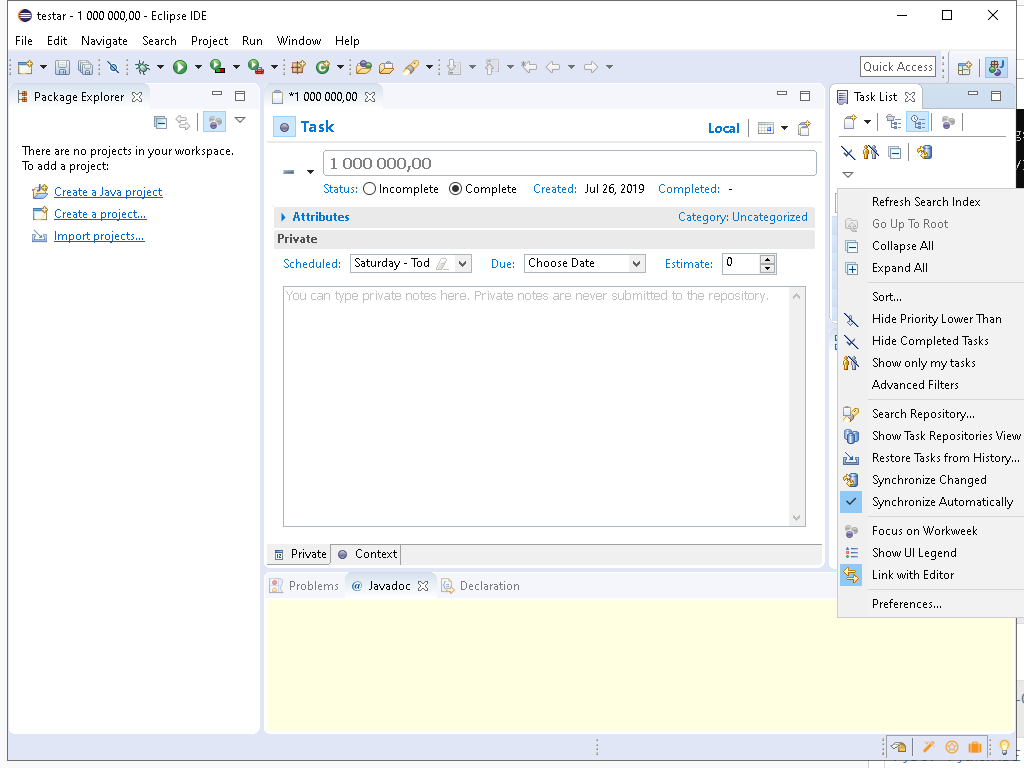 testar - 1 000 000,00 - Eclipse IDE
File Edit Navigate Search Project Run Window Help
Quick Access
Package Explorer
There are no projects in your workspace.
To add a project:
Create a Java project
Create a project...
Import projects...
*1 000 000,00
Task
Local
1 000 000,00
Status: Incomplete Complete Created: Jul 26, 2019 Completed: -
Attributes Category: Uncategorized
Private
Scheduled: Saturday - Tod Due: Choose Date Estimate: 0
You can type private notes here. Private notes are never submitted to the repository.
Private Context
Problems @ Javadoc Declaration
Task List
Refresh Search Index
Go Up To Root
Collapse All
Expand All
Sort...
Hide Priority Lower Than
Hide Completed Tasks
Show only my tasks
Advanced Filters
Search Repository...
Show Task Repositories View
Restore Tasks from History...
Synchronize Changed
Synchronize Automatically
Focus on Workweek
Show UI Legend
Link with Editor
Preferences...